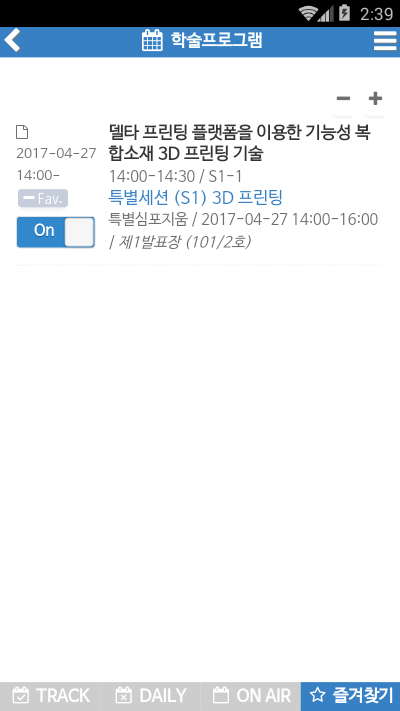 2:39
학술프로그램
2017-04-27
14:00-
Fav.
On
델타 프린팅 플랫폼을 이용한 기능성 복
합소재 3D 프린팅 기술
14:00-14:30 / S1-1
특별세션 (S1) 3D 프린팅
특별심포지움 / 2017-04-27 14:00-16:00
/ 제1발표장 (101/2호)
TRACK
DAILY
ON AIR
즐겨찾기